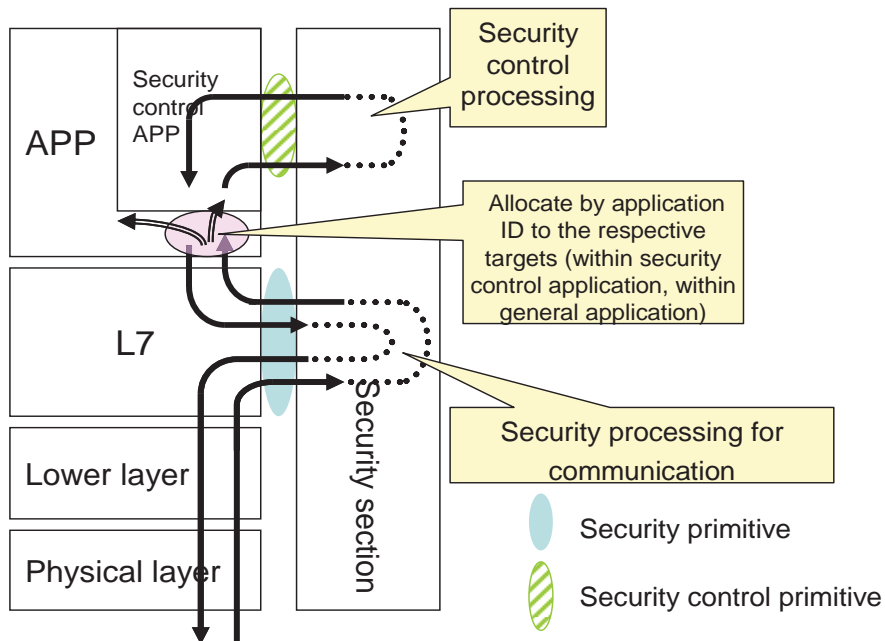 Security
control
APP
APP
L7
Lower layer
Physical layer
Security section
Security
control
processing
Allocate by application
ID to the respective
targets (within security
control application, within
general application)
Security processing for
communication
Security primitive
Security control primitive